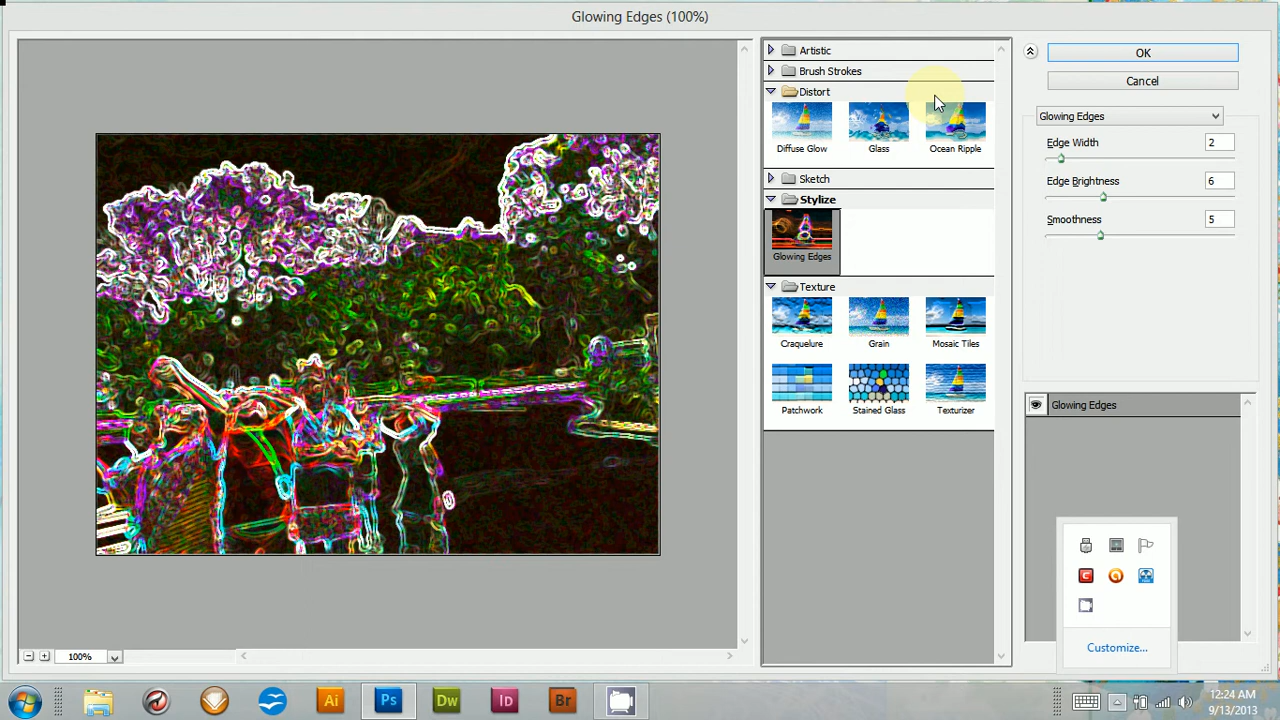 Glowing Edges (100%)
Artistic
Brush Strokes
Distort
Diffuse Glow
Glass
Ocean Ripple
Sketch
Stylize
Glowing Edges
Texture
Craquelure
Grain
Mosaic Tiles
Patchwork
Stained Glass
Texturizer
OK
Cancel
Glowing Edges
Edge Width 2
Edge Brightness 6
Smoothness 5
Glowing Edges
Customize...
100%
Ai
Ps
Dw
Id
Br
12:24 AM
9/13/2013